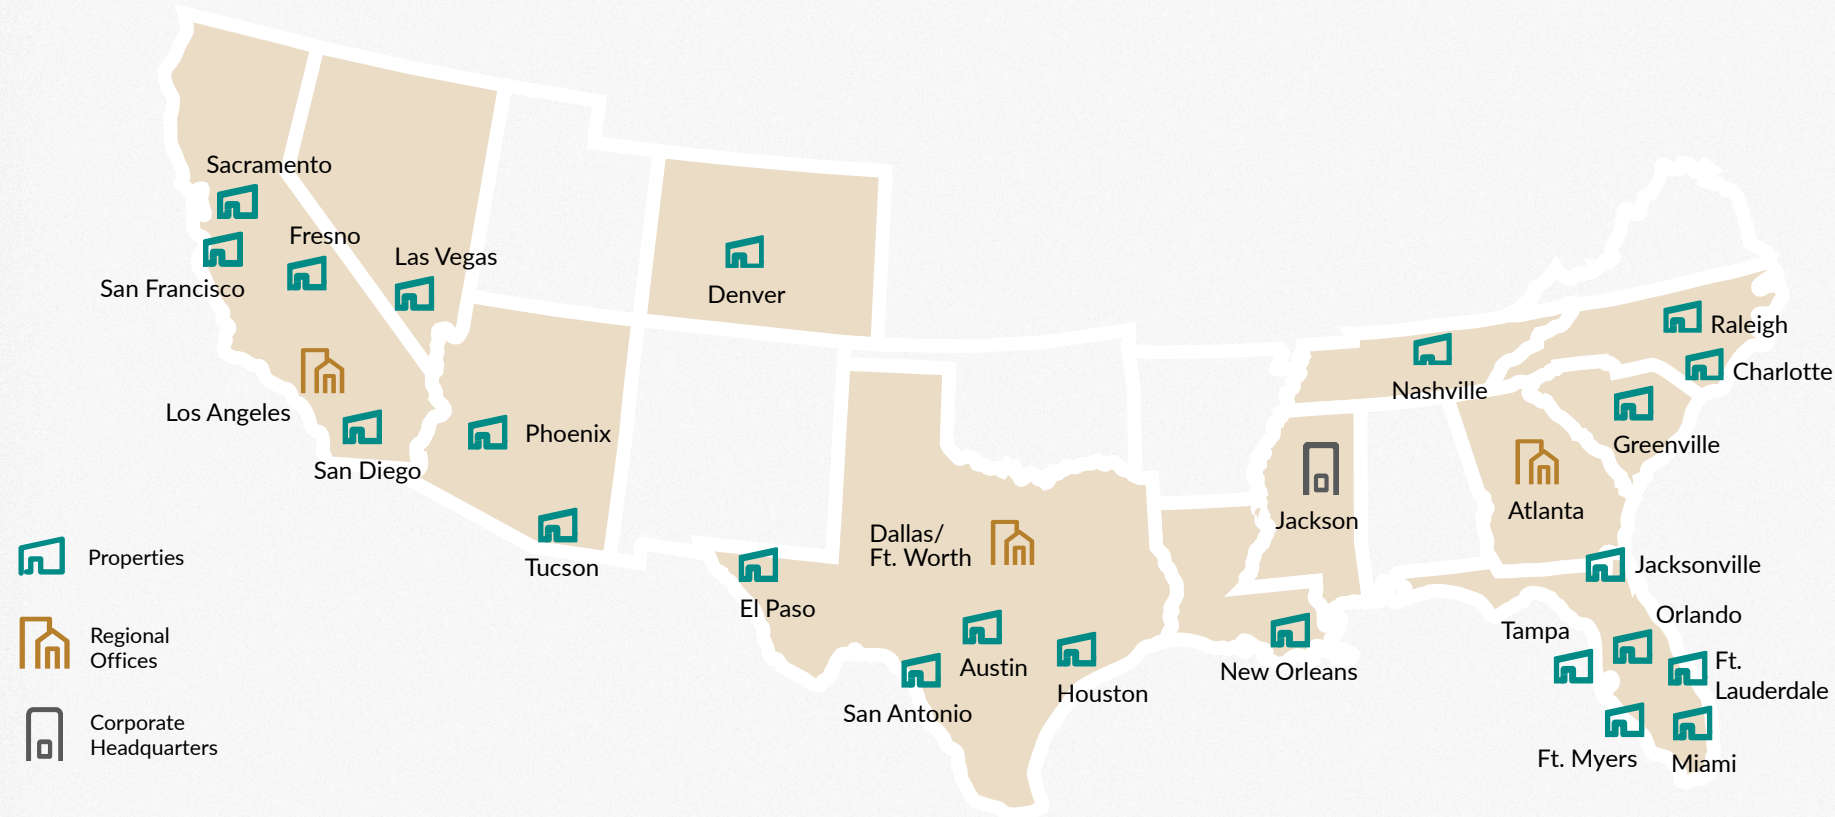 Sacramento
Fresno
Las Vegas
San Francisco
Denver
Los Angeles
Phoenix
San Diego
Tucson
Dallas/
Ft. Worth
El Paso
Austin
Houston
San Antonio
Raleigh
Charlotte
Nashville
Greenville
Jackson
Atlanta
Jacksonville
Orlando
Tampa
Ft.
Lauderdale
New Orleans
Ft. Myers
Miami
Properties
Regional
Offices
Corporate
Headquarters